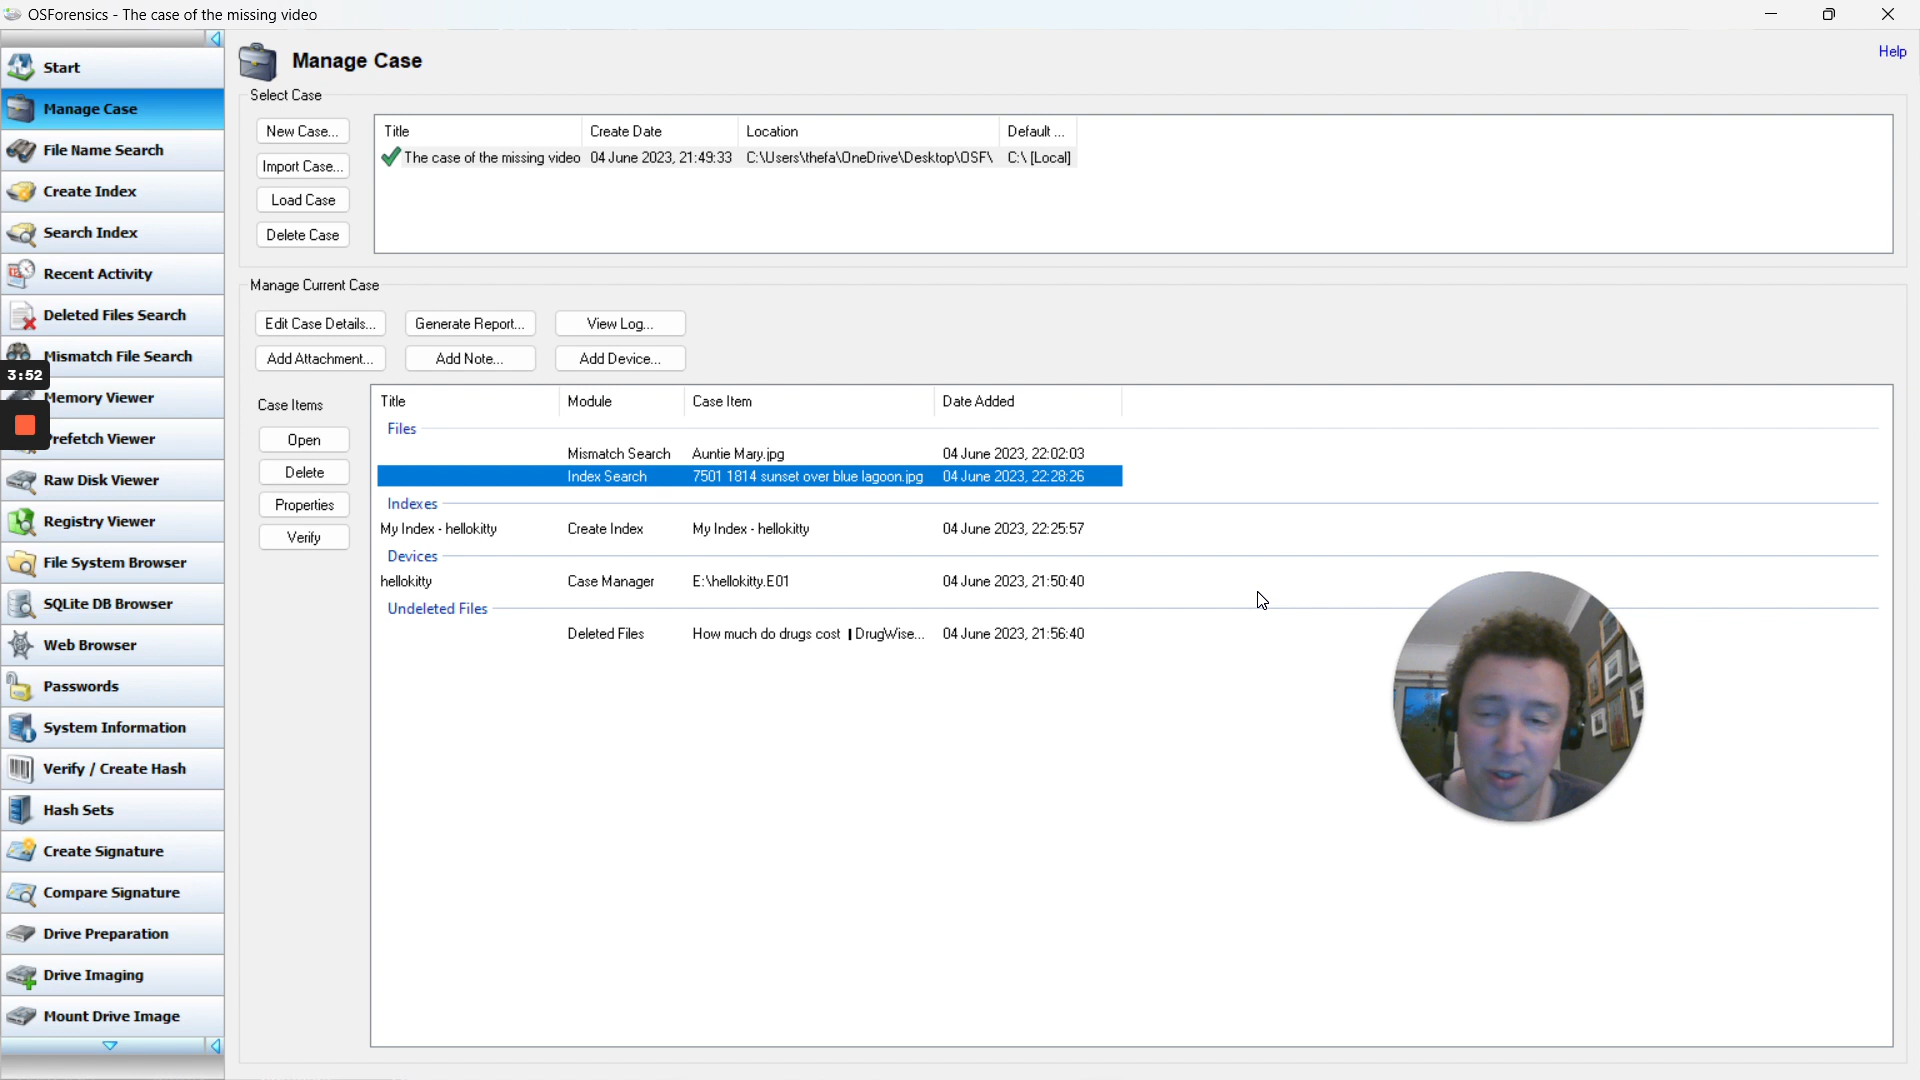 OSForensics - The case of the missing video
Start
Manage Case
File Name Search
Create Index
Search Index
Recent Activity
Deleted Files Search
Mismatch File Search
3:52
Memory Viewer
Prefetch Viewer
Raw Disk Viewer
Registry Viewer
File System Browser
SQLite DB Browser
Web Browser
Passwords
System Information
Verify / Create Hash
Hash Sets
Create Signature
Compare Signature
Drive Preparation
Drive Imaging
Mount Drive Image
Manage Case
Help
Select Case
New Case...
Import Case...
Load Case
Delete Case
Title Create Date Location Default ...
The case of the missing video 04 June 2023, 21:49:33 C:\Users\thefa\OneDrive\Desktop\OSF\ C:\ [Local]
Manage Current Case
Edit Case Details... Generate Report... View Log...
Add Attachment... Add Note... Add Device...
Case Items
Open
Delete
Properties
Verify
Title Module Case Item Date Added
Files
Mismatch Search Auntie Mary.jpg 04 June 2023, 22:02:03
Index Search 7501 1814 sunset over blue lagoon.jpg 04 June 2023, 22:28:26
Indexes
My Index - hellokitty Create Index My Index - hellokitty 04 June 2023, 22:25:57
Devices
hellokitty Case Manager E:\hellokitty.E01 04 June 2023, 21:50:40
Undeleted Files
Deleted Files How much do drugs cost ❙ DrugWise... 04 June 2023, 21:56:40